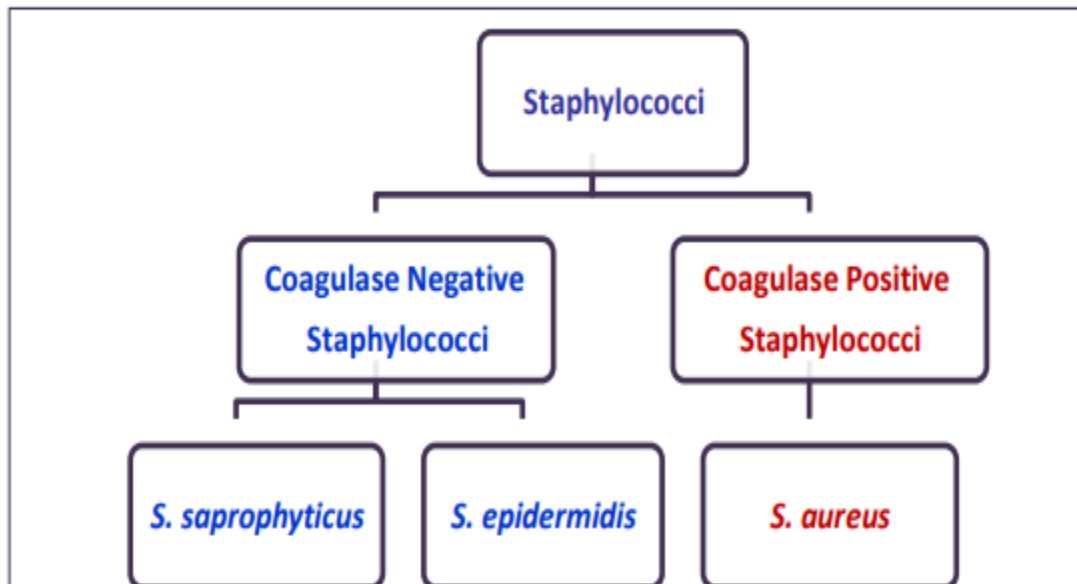 Staphylococci
Coagulase Negative
Staphylococci
Coagulase Positive
Staphylococci
S. saprophyticus
S. epidermidis
S. aureus